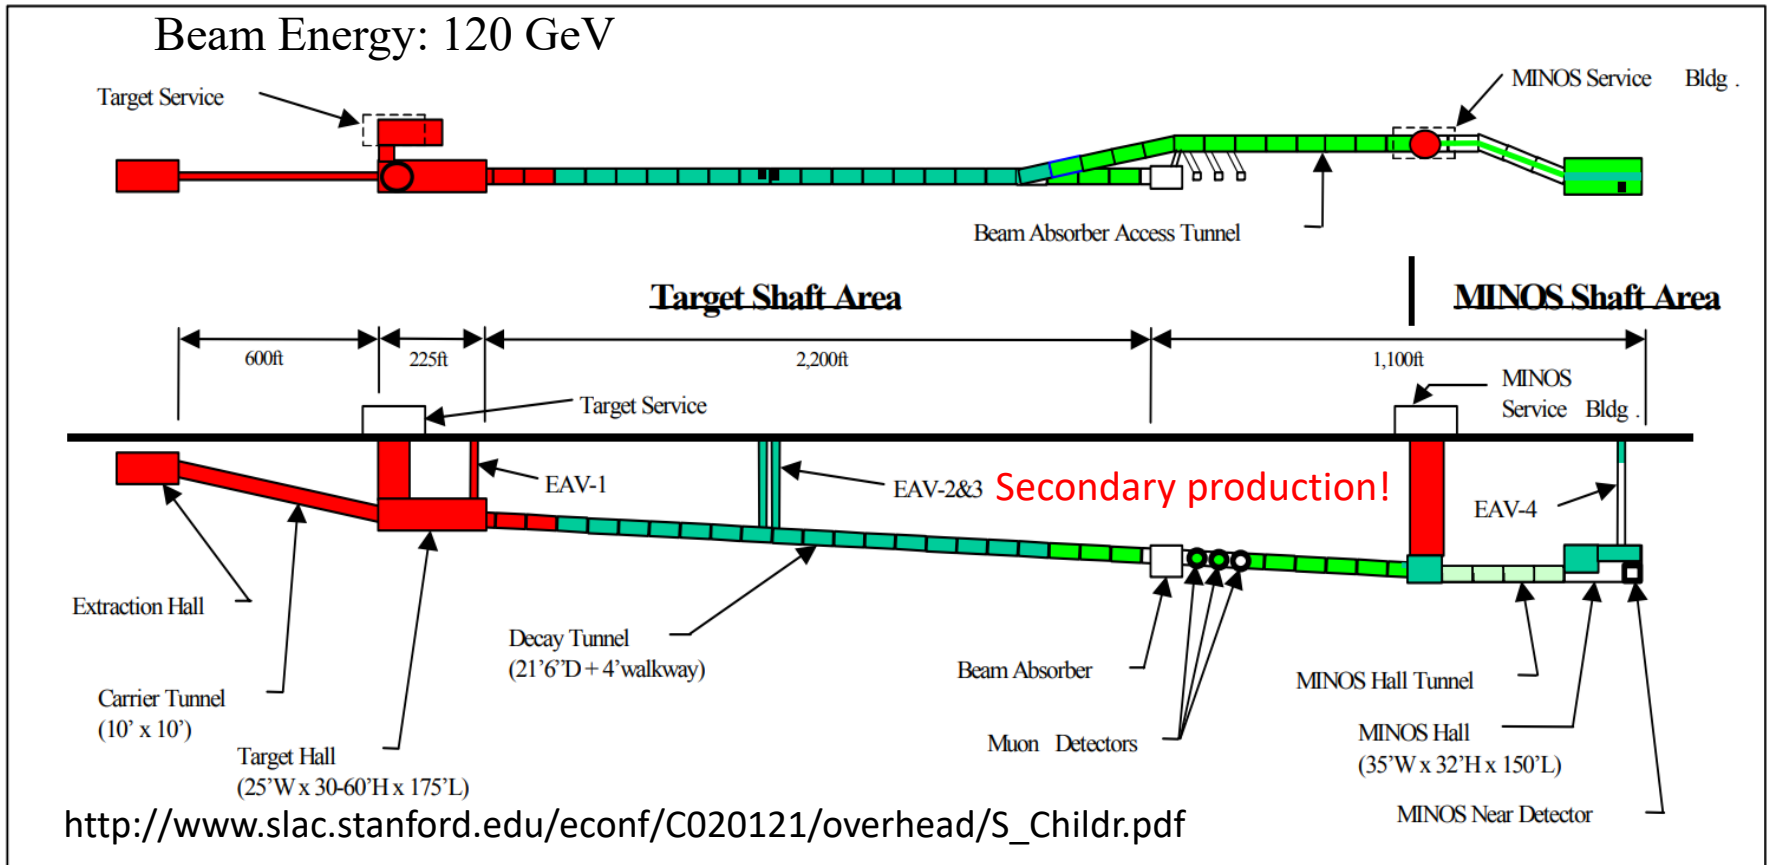 Beam Energy: 120 GeV
Target Service
MINOS Service Bldg .
Beam Absorber Access Tunnel
Target Shaft Area
MINOS Shaft Area
600ft
225ft
2,200ft
1,100ft
Target Service
MINOS
Service Bldg .
EAV-1
EAV-2&3
Secondary production!
EAV-4
Extraction Hall
Decay Tunnel
(21'6"D + 4'walkway)
Beam Absorber
MINOS Hall Tunnel
Carrier Tunnel
(10' x 10')
Muon Detectors
MINOS Hall
(35'W x 32'H x 150'L)
Target Hall
(25'W x 30-60'H x 175'L)
MINOS Near Detector
http://www.slac.stanford.edu/econf/C020121/overhead/S_Childr.pdf